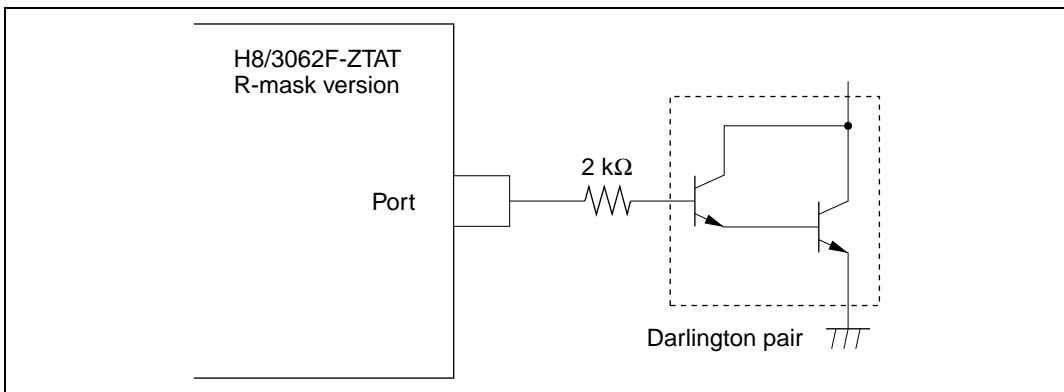 H8/3062F-ZTAT
R-mask version
2 kΩ
Port
Darlington pair